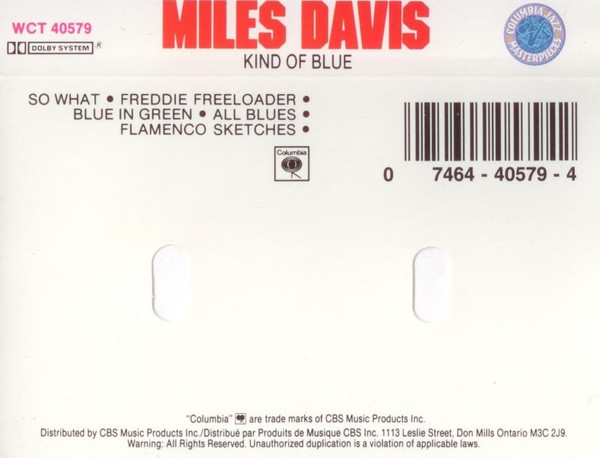 WCT 40579
DOLBY SYSTEM ®
MILES DAVIS
KIND OF BLUE
COLUMBIA JAZZ MASTERPIECES
SO WHAT • FREDDIE FREELOADER •
BLUE IN GREEN • ALL BLUES •
FLAMENCO SKETCHES •
Columbia
0 7464 - 40579 - 4
"Columbia" are trade marks of CBS Music Products Inc.
Distributed by CBS Music Products Inc./Distribué par Produits de Musique CBS Inc. 1113 Leslie Street, Don Mills Ontario M3C 2J9.
Warning: All Rights Reserved. Unauthorized duplication is a violation of applicable laws.